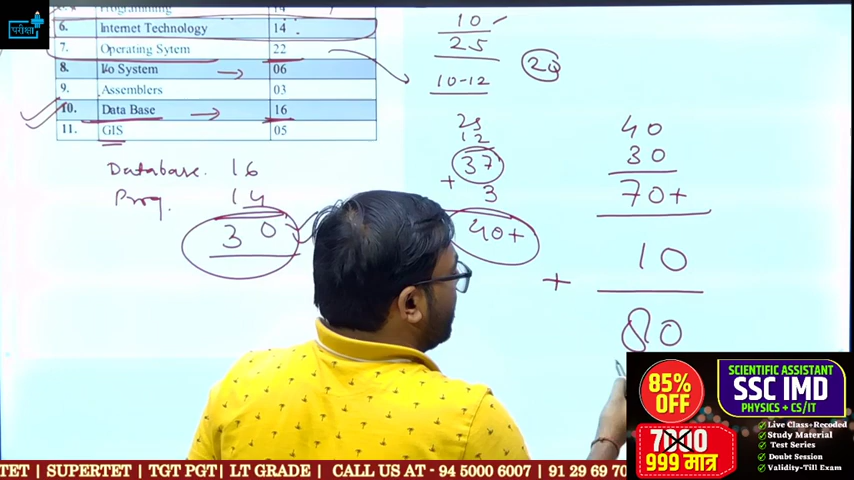 परीक्षा
Programming 14
6. Internet Technology 14
7. Operating Sytem 22
8. I/o System 06
9. Assemblers 03
10. Data Base 16
11. GIS 05
10
25
10-12
20
25
12
37
+ 3
40+
40
30
70+
+ 10
80
Database. 16
Prog. 14
30
85%
OFF
7000
999 मात्र
SCIENTIFIC ASSISTANT
SSC IMD
PHYSICS + CS/IT
Live Class+Recoded
Study Material
Test Series
Doubt Session
Validity-Till Exam
TET | SUPERTET | TGT PGT| LT GRADE | CALL US AT - 94 5000 6007 | 91 29 69 70